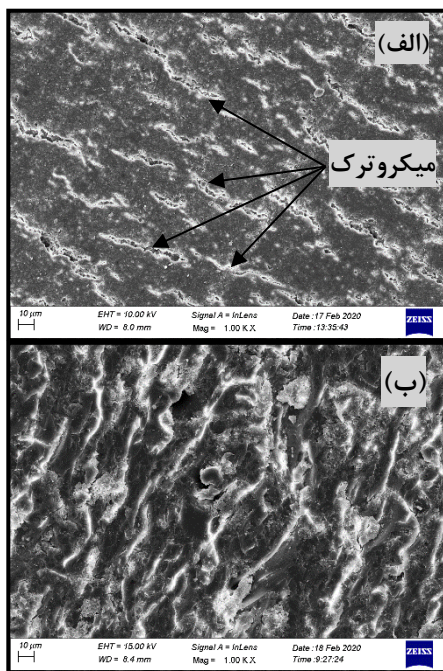 (الف)
میکروترک
10 µm
EHT = 10.00 kV
Signal A = InLens
Date :17 Feb 2020
WD = 8.0 mm
Mag = 1.00 K X
Time :13:35:43
ZEISS
(ب)
10 µm
EHT = 15.00 kV
Signal A = InLens
Date :18 Feb 2020
WD = 8.4 mm
Mag = 1.00 K X
Time :9:27:24
ZEISS